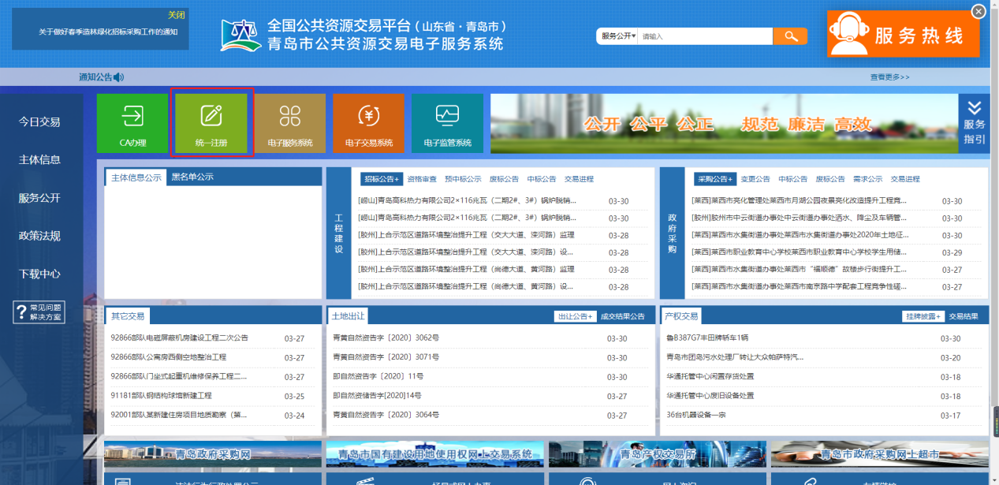 关闭
关于做好春季造林绿化招标采购工作的通知
全国公共资源交易平台（山东省·青岛市）
青岛市公共资源交易电子服务系统
服务公开▾ 请输入
服务热线
通知公告
查看更多>>
今日交易
主体信息
服务公开
政策法规
下载中心
? 常见问题
解决方案
CA办理
统一注册
电子服务系统
电子交易系统
电子监管系统
公开 公平 公正 规范 廉洁 高效
服务
指引
主体信息公示 黑名单公示
工程建设
招标公告+ 资格审查 预中标公示 废标公告 中标公告 交易进程
[崂山]青岛高科热力有限公司2×116兆瓦（二期2#、3#）锅炉脱销... 03-30
[崂山]青岛高科热力有限公司2×116兆瓦（二期2#、3#）锅炉脱销... 03-30
[胶州]上合示范区道路环境整治提升工程（交大大道、滦河路）监理 03-28
[胶州]上合示范区道路环境整治提升工程（交大大道、滦河路）设... 03-28
[胶州]上合示范区道路环境整治提升工程（尚德大道、黄河路）监理 03-28
[胶州]上合示范区道路环境整治提升工程（尚德大道、黄河路）设... 03-28
政府采购
采购公告+ 变更公告 中标公告 废标公告 需求公示 交易进程
[莱西]莱西市亮化管理处莱西市月湖公园夜景亮化改造提升工程竞... 03-30
[胶州]胶州市中云街道办事处中云街道办事处洒水、降尘及车辆管... 03-30
[莱西]莱西市水集街道办事处莱西市水集街道办事处2020年土地征... 03-30
[莱西]莱西市职业教育中心学校莱西市职业教育中心学校学生用储... 03-29
[莱西]莱西市水集街道办事处莱西市“福顺德”故楼步行街提升工... 03-27
[莱西]莱西市水集街道办事处莱西市南京路中学配套工程竞争性磋... 03-27
其它交易
92866部队电磁屏蔽机房建设工程二次公告 03-27
92866部队公寓房西侧空地整治工程 03-27
92866部队门坐式起重机维修保养工程二... 03-27
91181部队钢结构球馆新建工程 03-25
92001部队某新建住房项目地质勘察（第... 03-24
土地出让 出让公告+ 成交结果公告
青黄自然资告字〔2020〕3062号 03-30
青黄自然资告字〔2020〕3071号 03-30
即自然资告字〔2020〕11号 03-30
即自然资储告字[2020]14号 03-27
青黄自然资告字〔2020〕3064号 03-27
产权交易 挂牌披露+ 交易结果
鲁B387G7丰田牌轿车1辆 03-30
青岛市团岛污水处理厂转让大众帕萨特汽... 03-20
华通托管中心闲置存货处置 03-18
华通托管中心废旧设备处置 03-18
36台机器设备一宗 03-17
青岛政府采购网
青岛市国有建设用地使用权网上交易系统
青岛产权交易所
青岛市政府采购网上超市